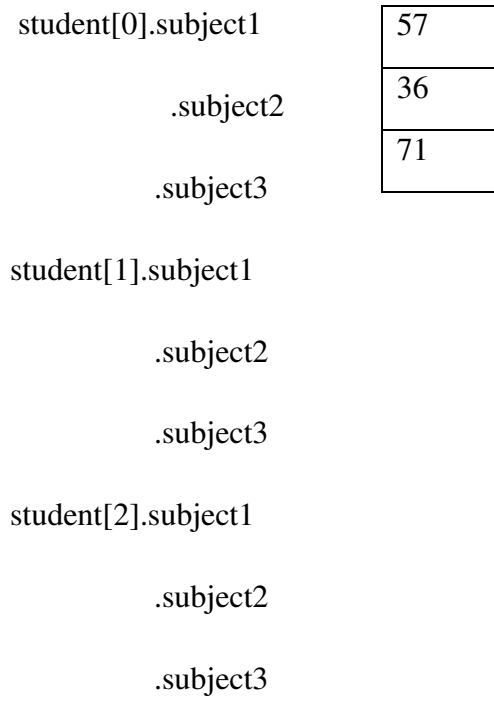 student[0].subject1 57
.subject2 36
.subject3 71
student[1].subject1
.subject2
.subject3
student[2].subject1
.subject2
.subject3